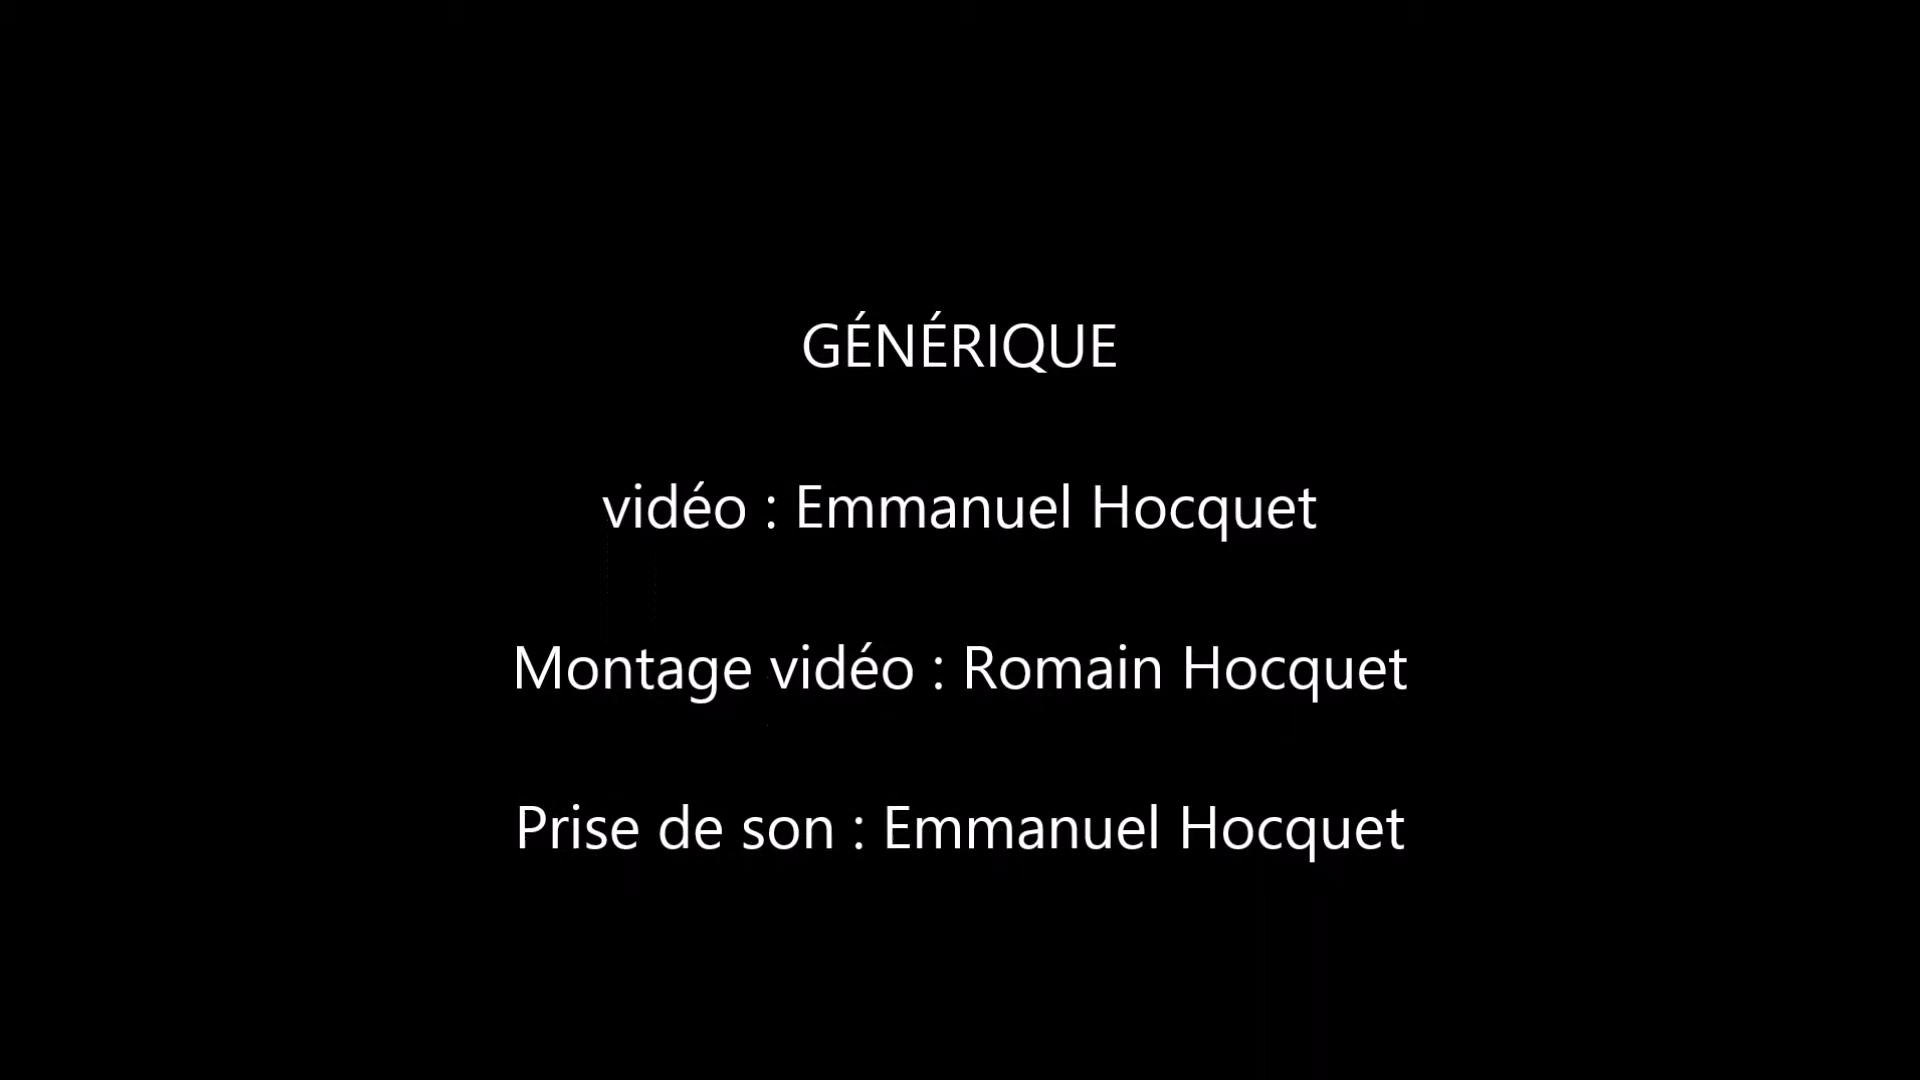 GÉNÉRIQUE
vidéo : Emmanuel Hocquet
Montage vidéo : Romain Hocquet
Prise de son : Emmanuel Hocquet